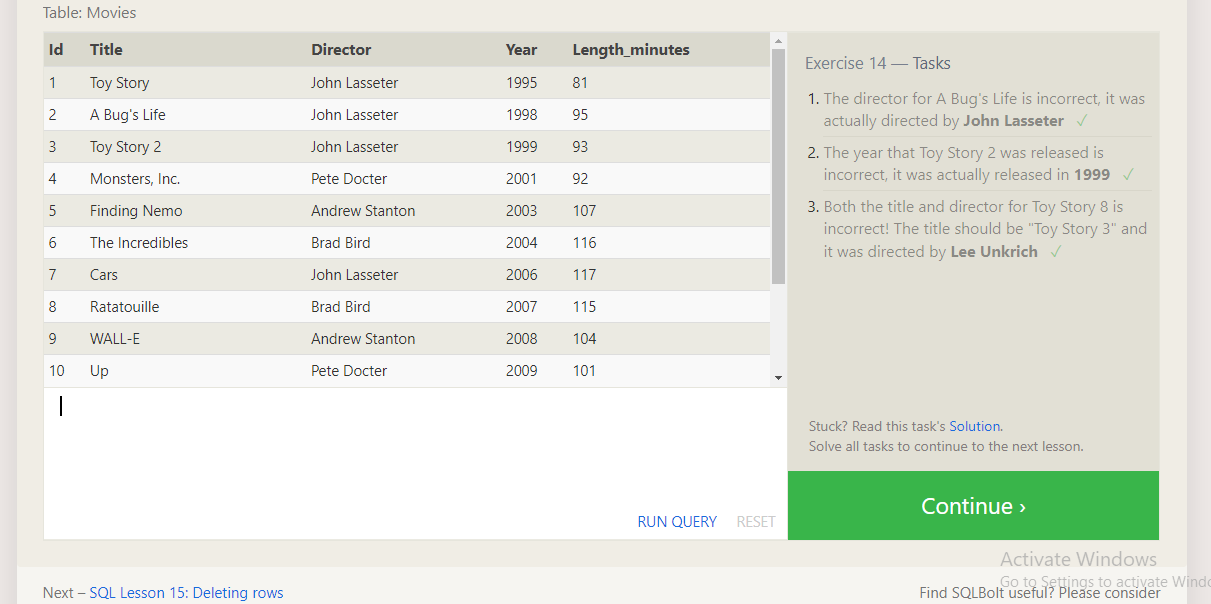 Table: Movies
Id Title Director Year Length_minutes
1 Toy Story John Lasseter 1995 81
2 A Bug's Life John Lasseter 1998 95
3 Toy Story 2 John Lasseter 1999 93
4 Monsters, Inc. Pete Docter 2001 92
5 Finding Nemo Andrew Stanton 2003 107
6 The Incredibles Brad Bird 2004 116
7 Cars John Lasseter 2006 117
8 Ratatouille Brad Bird 2007 115
9 WALL-E Andrew Stanton 2008 104
10 Up Pete Docter 2009 101
RUN QUERY RESET
Exercise 14 — Tasks
1. The director for A Bug's Life is incorrect, it was
actually directed by John Lasseter ✓
2. The year that Toy Story 2 was released is
incorrect, it was actually released in 1999 ✓
3. Both the title and director for Toy Story 8 is
incorrect! The title should be "Toy Story 3" and
it was directed by Lee Unkrich ✓
Stuck? Read this task's Solution.
Solve all tasks to continue to the next lesson.
Continue ›
Activate Windows
Go to Settings to activate Windo
Next – SQL Lesson 15: Deleting rows
Find SQLBolt useful? Please consider